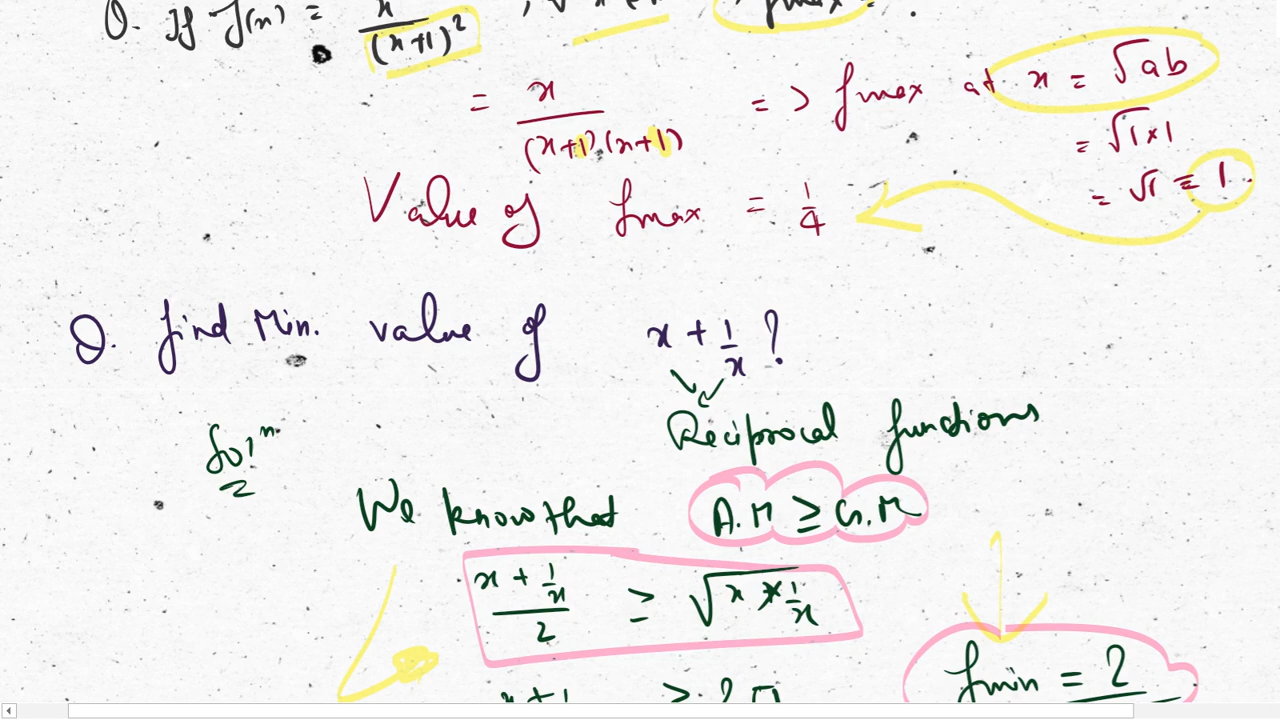 Q. If f(x) = x/(x+1)²
= x/((x+1)(x+1)) => fmax at x = √ab
= √1×1
= √1 = 1.
Value of fmax = 1/4
Q. find Min. value of x + 1/x ?
Reciprocal functions
Solⁿ
We know that A.M ≥ G.M
(x + 1/x)/2 ≥ √(x × 1/x)
fmin = 2